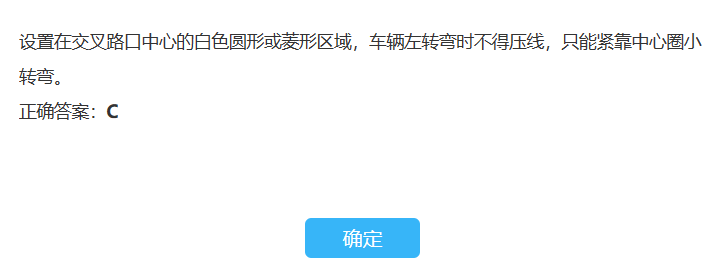 设置在交叉路口中心的白色圆形或菱形区域，车辆左转弯时不得压线，只能紧靠中心圈小
转弯。
正确答案：C
确定